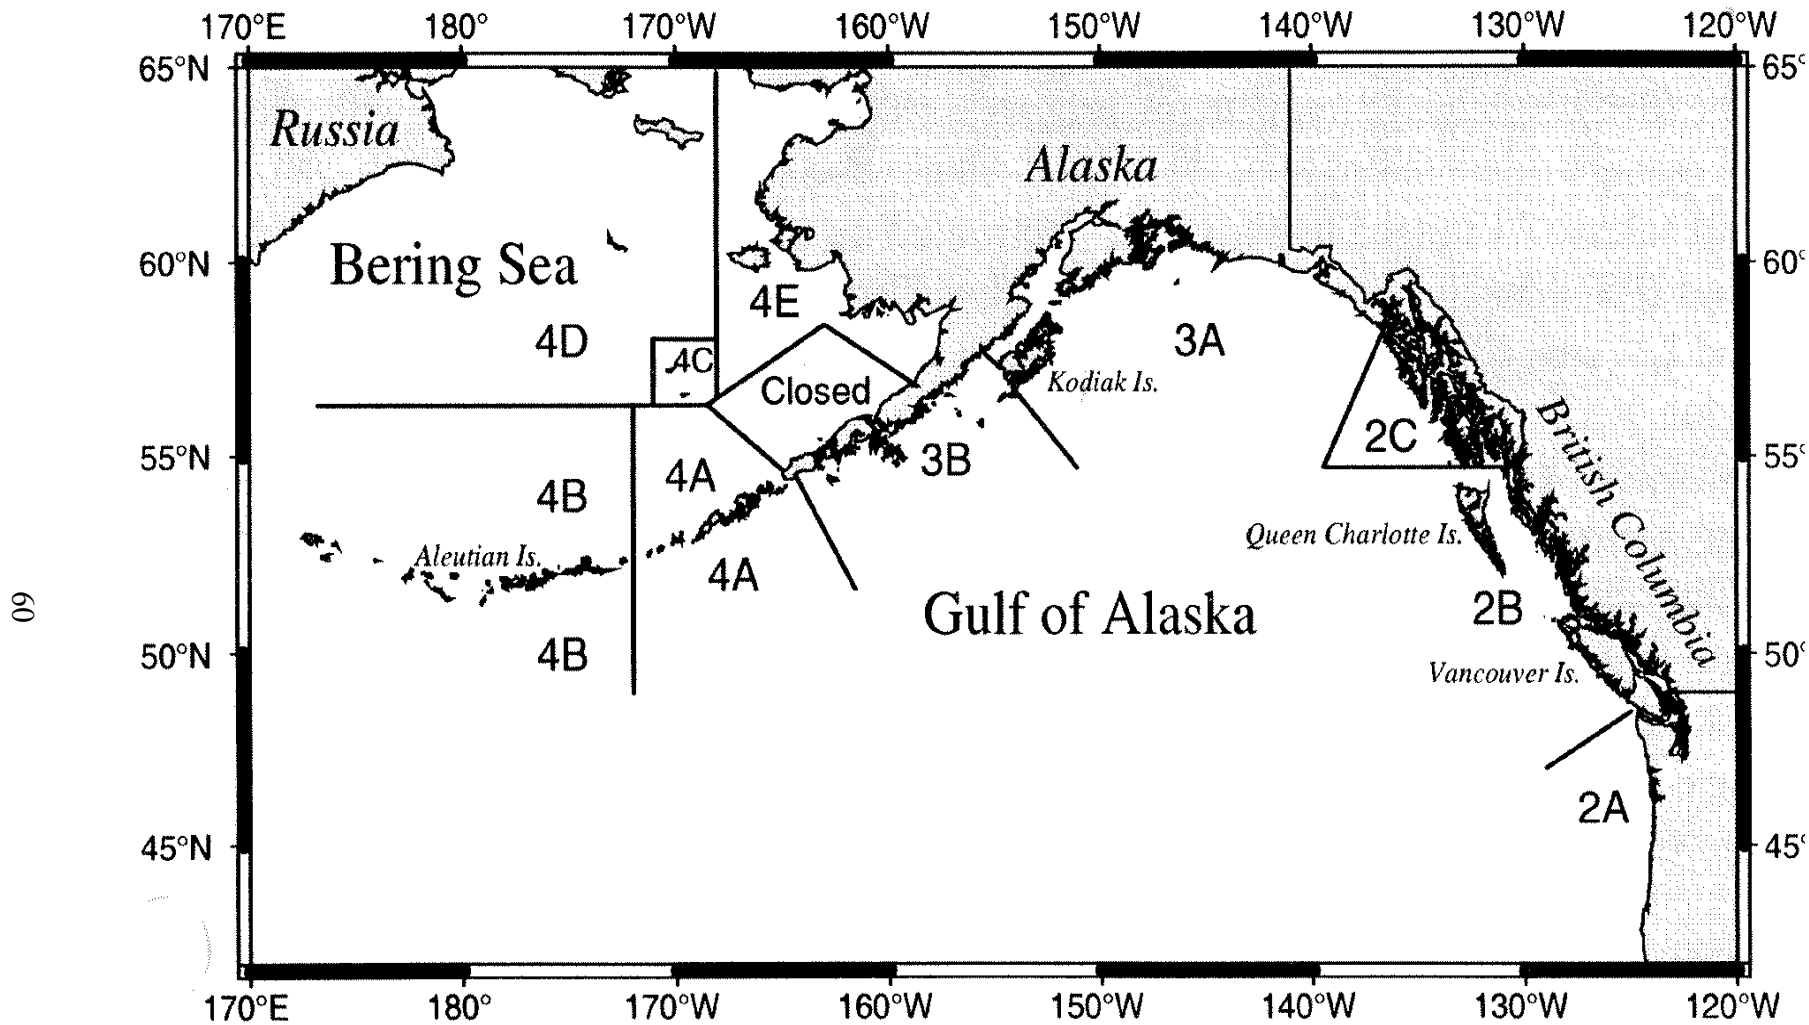 170°E 180° 170°W 160°W 150°W 140°W 130°W 120°W
65°N 65°
Russia
Alaska
60°N 60°
Bering Sea
4E
4D
4C
3A
Closed
Kodiak Is.
2C
British Columbia
55°N 55°
3B
4A
4B
Queen Charlotte Is.
Aleutian Is.
4A
60
Gulf of Alaska
2B
50°N 50°
4B
Vancouver Is.
2A
45°N 45°
170°E 180° 170°W 160°W 150°W 140°W 130°W 120°W